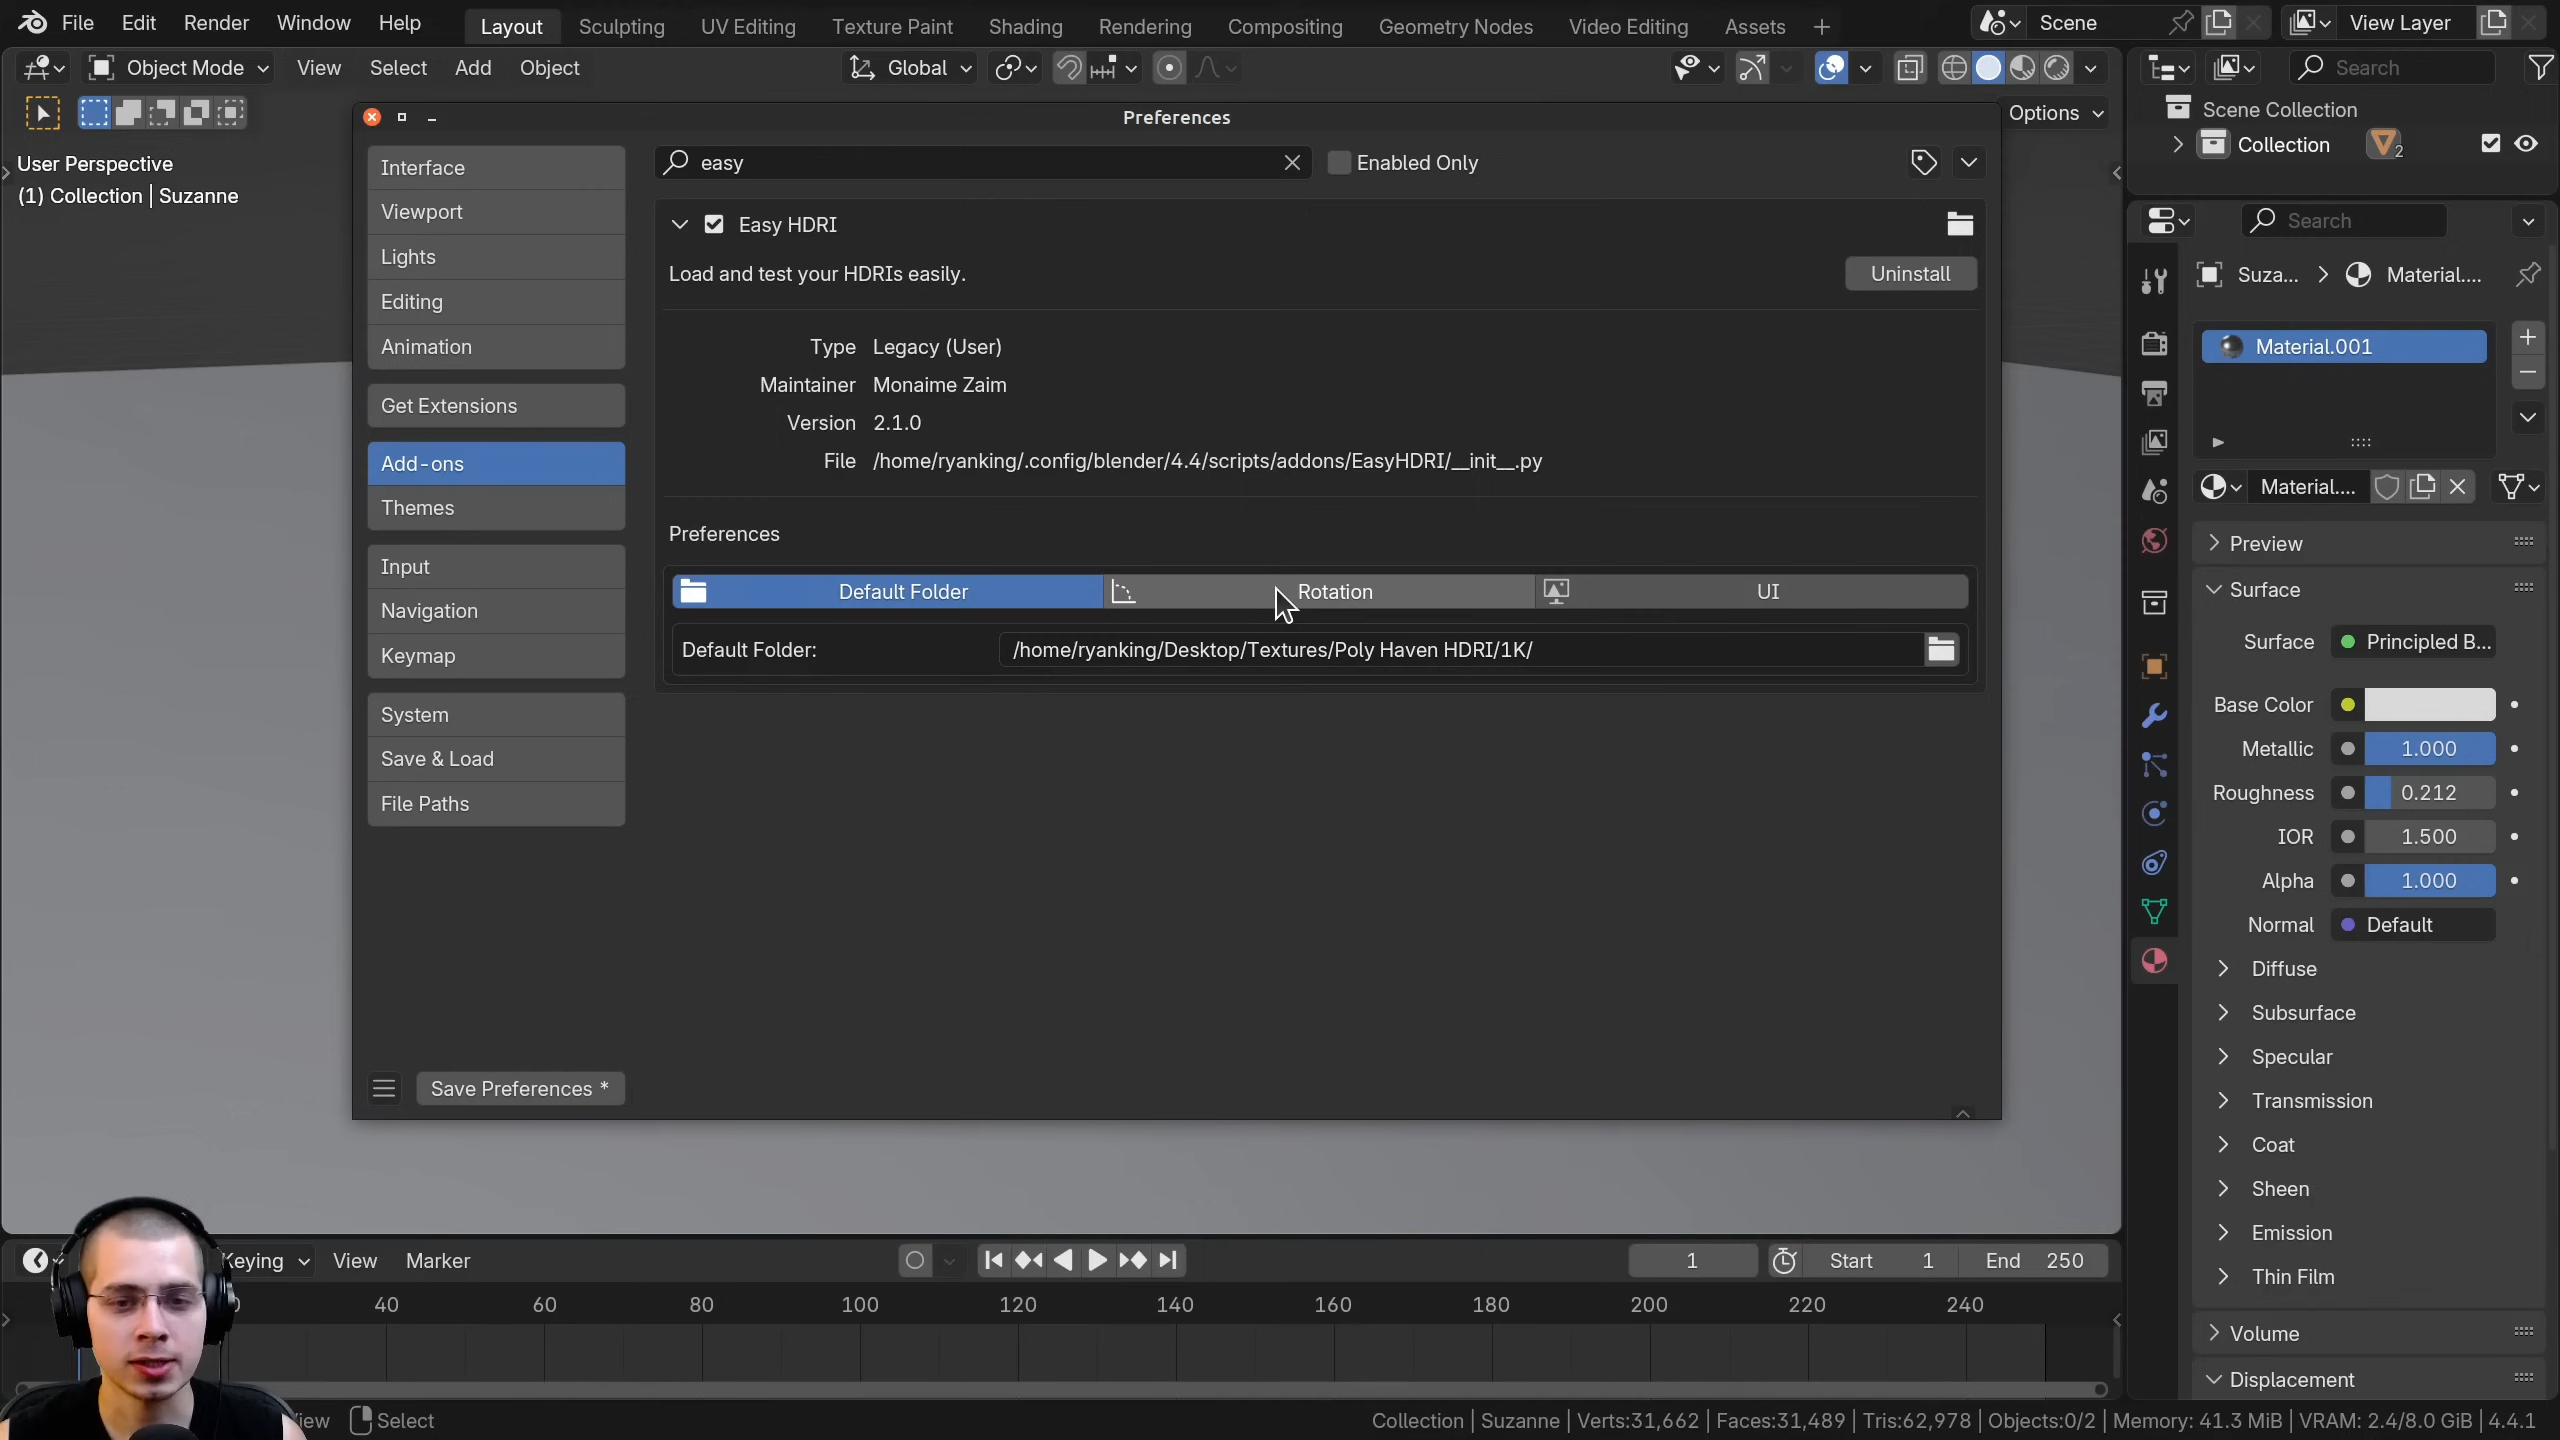 File Edit Render Window Help Layout Sculpting UV Editing Texture Paint Shading Rendering Compositing Geometry Nodes Video Editing Assets Scene View Layer
Object Mode View Select Add Object Global Search
Options
User Perspective
(1) Collection | Suzanne
Scene Collection
Collection 2
Preferences
Interface
Viewport
Lights
Editing
Animation
Get Extensions
Add-ons
Themes
Input
Navigation
Keymap
System
Save & Load
File Paths
Save Preferences *
easy Enabled Only
Easy HDRI
Load and test your HDRIs easily. Uninstall
Type Legacy (User)
Maintainer Monaime Zaim
Version 2.1.0
File /home/ryanking/.config/blender/4.4/scripts/addons/EasyHDRI/__init__.py
Preferences
Default Folder Rotation UI
Default Folder: /home/ryanking/Desktop/Textures/Poly Haven HDRI/1K/
Search
Suza... Material....
Material.001
Material....
Preview
Surface
Surface Principled B...
Base Color
Metallic 1.000
Roughness 0.212
IOR 1.500
Alpha 1.000
Normal Default
Diffuse
Subsurface
Specular
Transmission
Coat
Sheen
Emission
Thin Film
Volume
Displacement
Keying View Marker 1 Start 1 End 250
40 60 80 100 120 140 160 180 200 220 240
Select
Collection | Suzanne | Verts:31,662 | Faces:31,489 | Tris:62,978 | Objects:0/2 | Memory: 41.3 MiB | VRAM: 2.4/8.0 GiB | 4.4.1